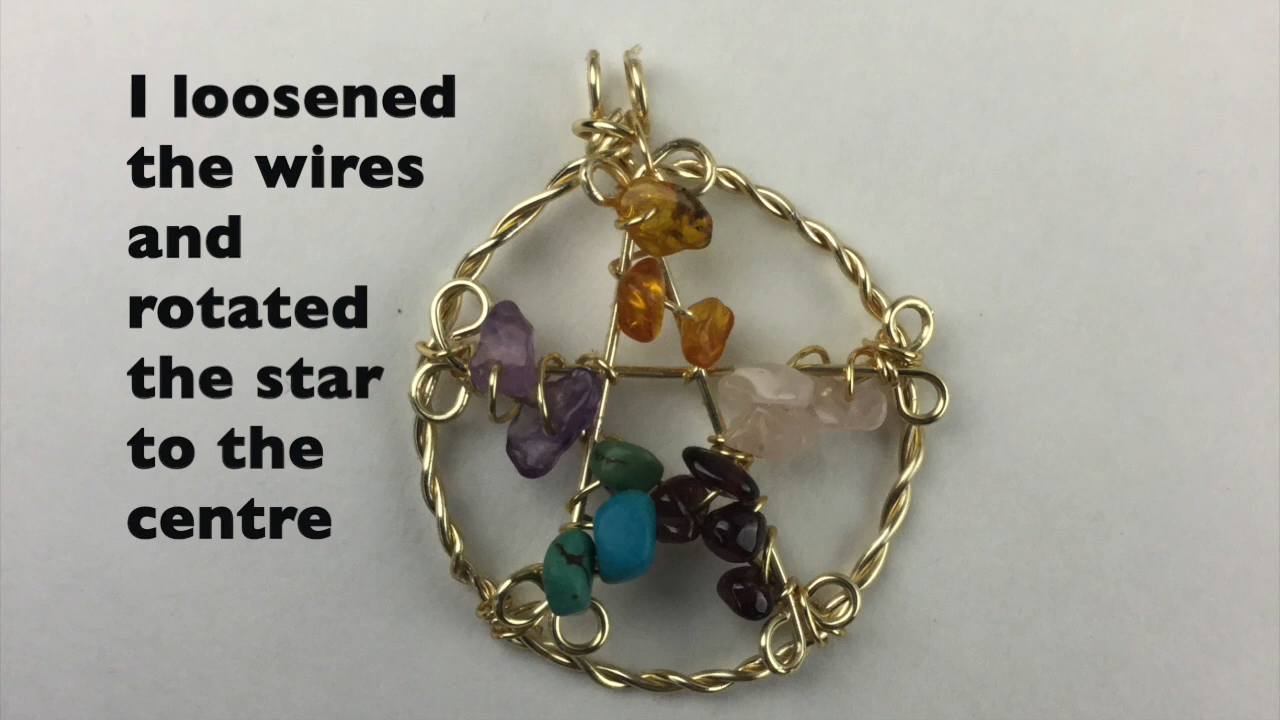 I loosened
the wires
and
rotated
the star
to the
centre